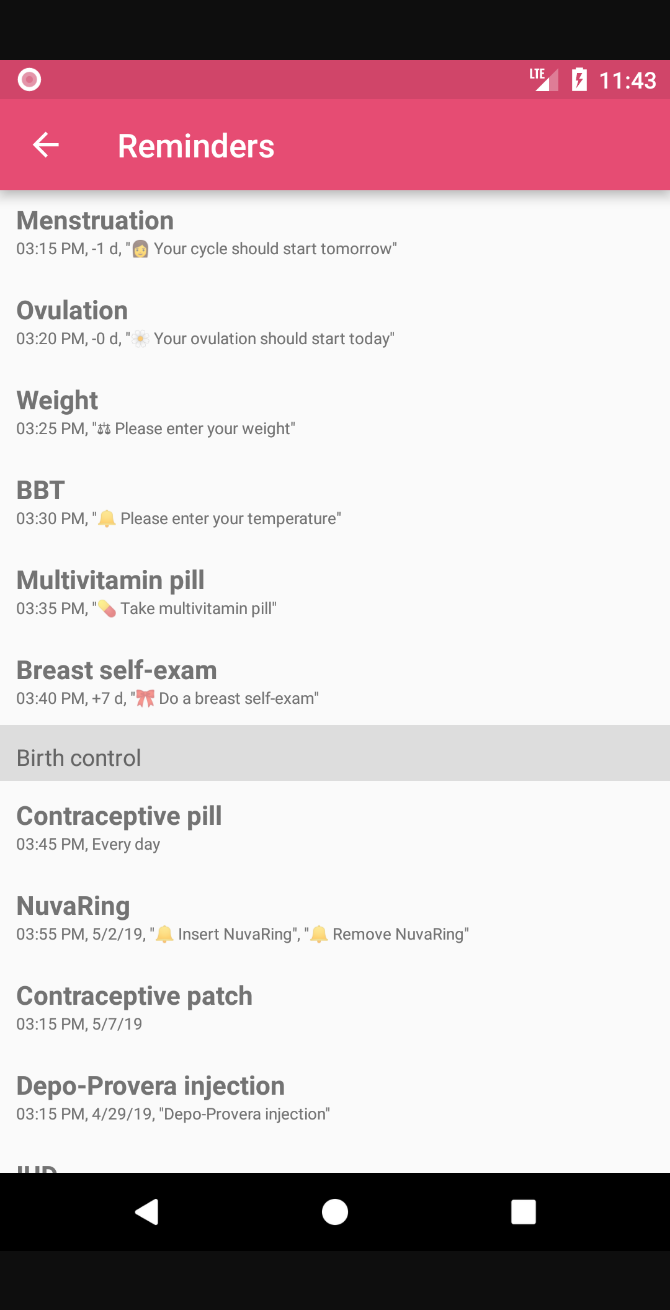 LTE 11:43
Reminders
Menstruation
03:15 PM, -1 d, "👩 Your cycle should start tomorrow"
Ovulation
03:20 PM, -0 d, "🌼 Your ovulation should start today"
Weight
03:25 PM, "⚖ Please enter your weight"
BBT
03:30 PM, "🔔 Please enter your temperature"
Multivitamin pill
03:35 PM, "💊 Take multivitamin pill"
Breast self-exam
03:40 PM, +7 d, "🎀 Do a breast self-exam"
Birth control
Contraceptive pill
03:45 PM, Every day
NuvaRing
03:55 PM, 5/2/19, "🔔 Insert NuvaRing", "🔔 Remove NuvaRing"
Contraceptive patch
03:15 PM, 5/7/19
Depo-Provera injection
03:15 PM, 4/29/19, "Depo-Provera injection"